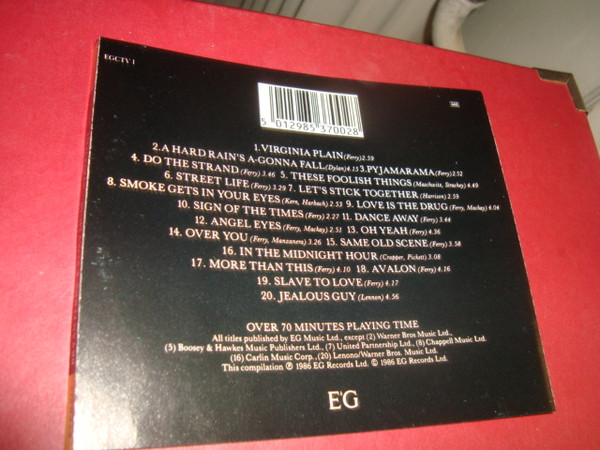 EGCTV 1
5 012985 370028
1.VIRGINIA PLAIN(Ferry)2.59
2.A HARD RAIN'S A-GONNA FALL(Dylan)4.15 3.PYJAMARAMA(Ferry)2.52
4. DO THE STRAND(Ferry)3.46 5. THESE FOOLISH THINGS(Maschwitz, Strachey)4.49
6. STREET LIFE(Ferry)3.29 7. LET'S STICK TOGETHER(Harrison)2.59
8. SMOKE GETS IN YOUR EYES(Kern, Harbach)2.55 9. LOVE IS THE DRUG(Ferry, Mackay)4.04
10. SIGN OF THE TIMES(Ferry)2.27 11. DANCE AWAY(Ferry)3.44
12. ANGEL EYES(Ferry, Mackay)2.51 13. OH YEAH(Ferry)4.36
14. OVER YOU(Ferry, Manzanera)3.26 15. SAME OLD SCENE(Ferry)3.58
16. IN THE MIDNIGHT HOUR(Cropper, Pickett)3.08
17. MORE THAN THIS(Ferry)4.10 18. AVALON(Ferry)4.16
19. SLAVE TO LOVE(Ferry)4.17
20. JEALOUS GUY(Lennon)4.56
OVER 70 MINUTES PLAYING TIME
All titles published by EG Music Ltd., except (2) Warner Bros Music Ltd.,
(5) Boosey & Hawkes Music Publishers Ltd., (7) United Partnership Ltd., (8) Chappell Music Ltd.
(16) Carlin Music Corp., (20) Lenono/Warner Bros. Music Ltd.
This compilation ℗ 1986 EG Records Ltd. © 1986 EG Records Ltd.
E'G